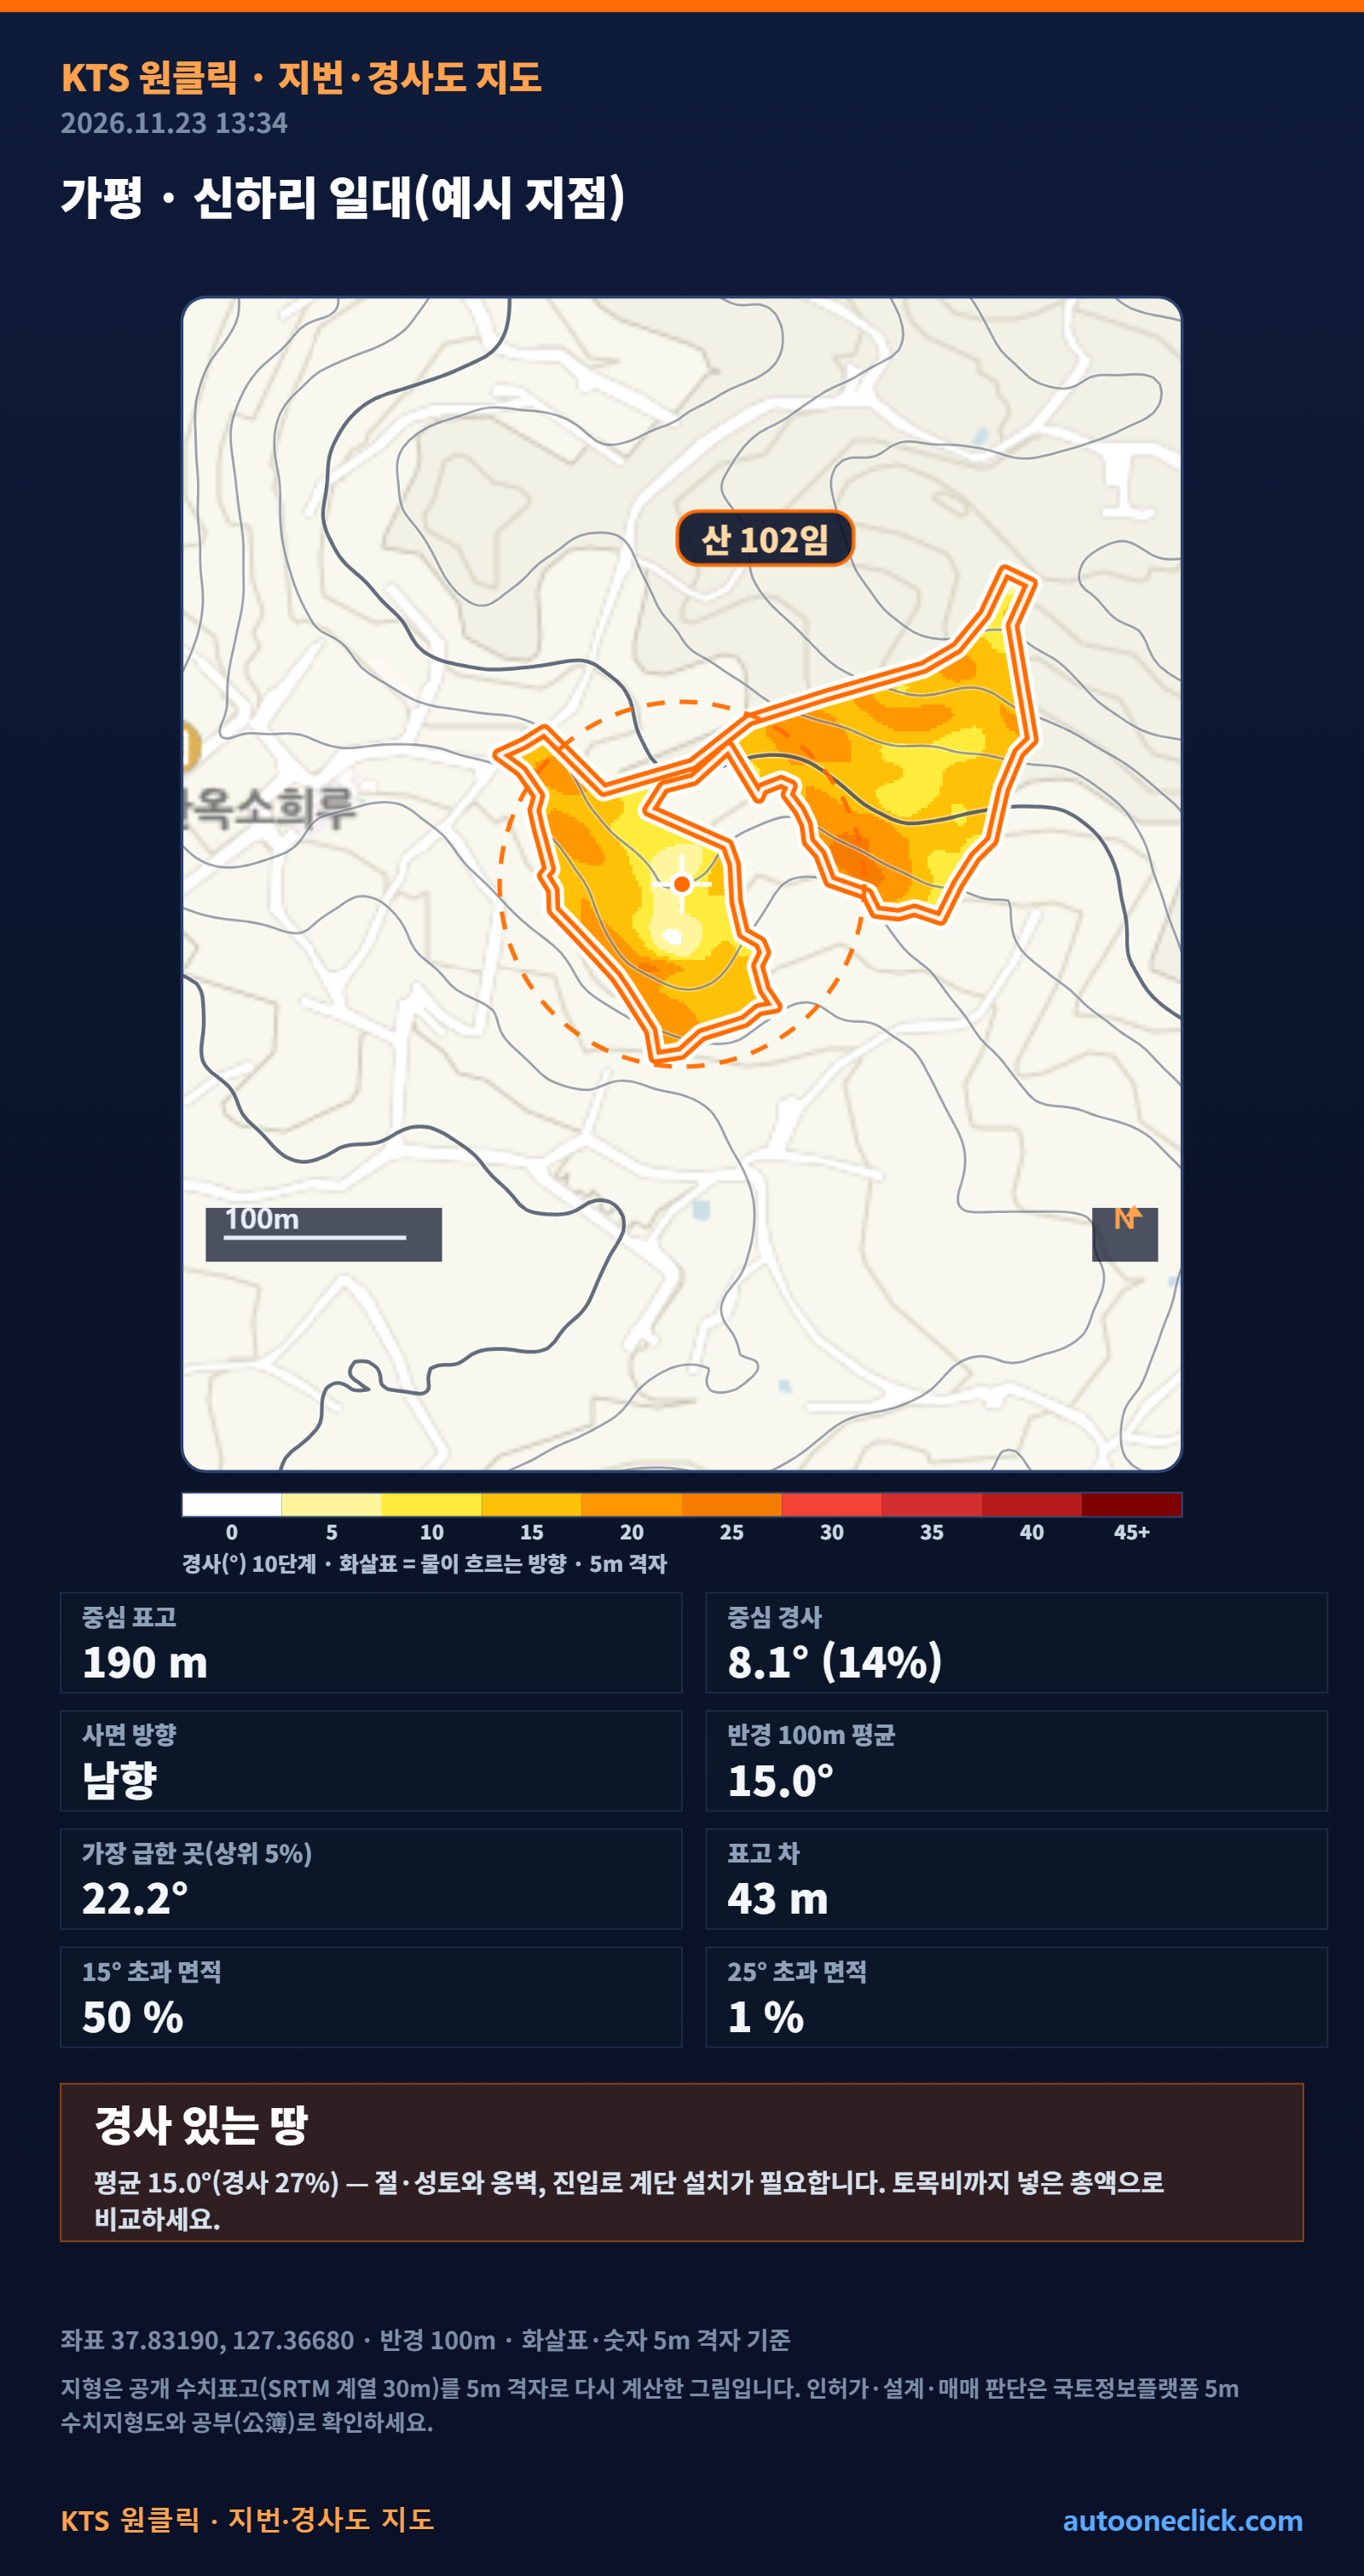 KTS 원클릭 · 지번·경사도 지도
2026.11.23 13:34
가평 · 신하리 일대(예시 지점)
산 102임
옥소희루
100m
N
0 5 10 15 20 25 30 35 40 45+
경사(°) 10단계 · 화살표 = 물이 흐르는 방향 · 5m 격자
중심 표고
190 m
중심 경사
8.1° (14%)
사면 방향
남향
반경 100m 평균
15.0°
가장 급한 곳(상위 5%)
22.2°
표고 차
43 m
15° 초과 면적
50 %
25° 초과 면적
1 %
경사 있는 땅
평균 15.0°(경사 27%) — 절·성토와 옹벽, 진입로 계단 설치가 필요합니다. 토목비까지 넣은 총액으로
비교하세요.
좌표 37.83190, 127.36680 · 반경 100m · 화살표·숫자 5m 격자 기준
지형은 공개 수치표고(SRTM 계열 30m)를 5m 격자로 다시 계산한 그림입니다. 인허가·설계·매매 판단은 국토정보플랫폼 5m
수치지형도와 공부(公簿)로 확인하세요.
KTS 원클릭 · 지번·경사도 지도
autooneclick.com